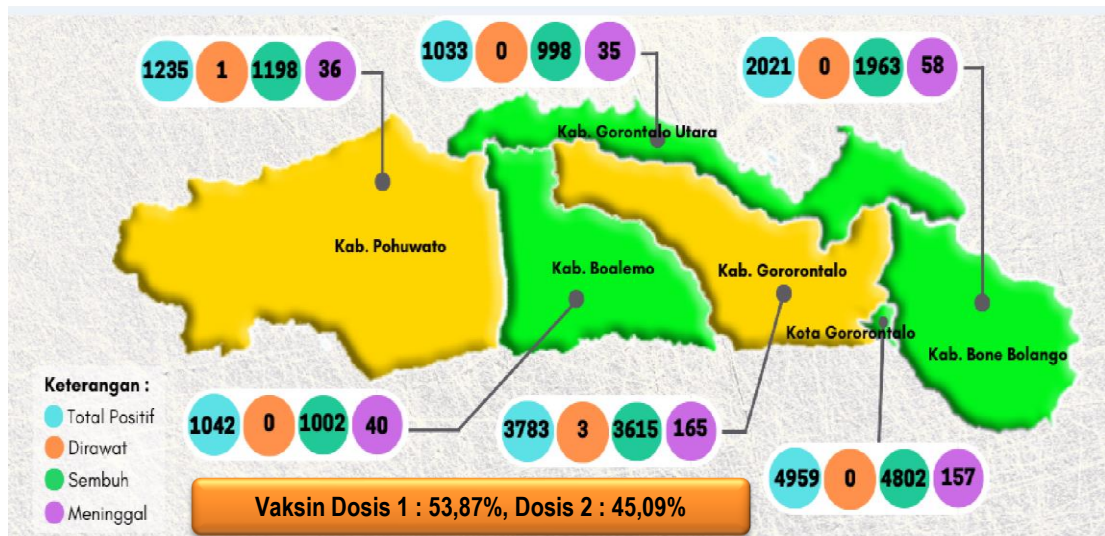 1235 1 1198 36
1033 0 998 35
2021 0 1963 58
Kab. Gorontalo Utara
Kab. Pohuwato
Kab. Boalemo
Kab. Gororontalo
Kota Gororontalo
Kab. Bone Bolango
Keterangan :
Total Positif
Dirawat
Sembuh
Meninggal
1042 0 1002 40
3783 3 3615 165
4959 0 4802 157
Vaksin Dosis 1 : 53,87%, Dosis 2 : 45,09%